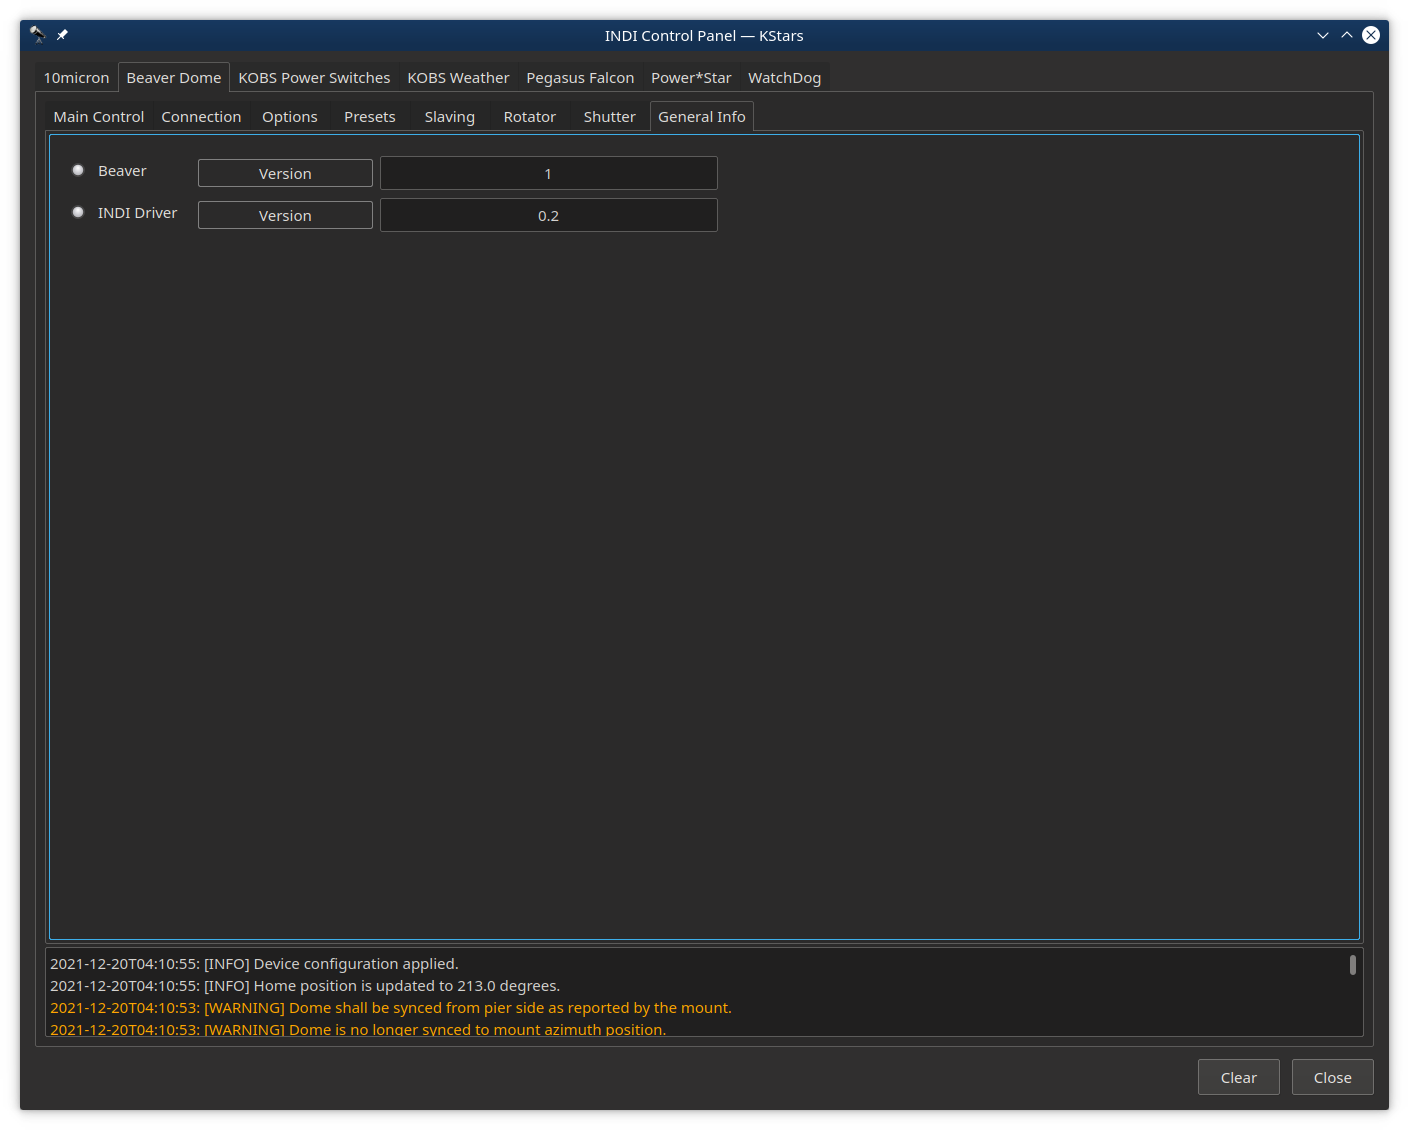 INDI Control Panel — KStars
10micron Beaver Dome KOBS Power Switches KOBS Weather Pegasus Falcon Power*Star WatchDog
Main Control Connection Options Presets Slaving Rotator Shutter General Info
Beaver Version 1
INDI Driver Version 0.2
2021-12-20T04:10:55: [INFO] Device configuration applied.
2021-12-20T04:10:55: [INFO] Home position is updated to 213.0 degrees.
2021-12-20T04:10:53: [WARNING] Dome shall be synced from pier side as reported by the mount.
2021-12-20T04:10:53: [WARNING] Dome is no longer synced to mount azimuth position.
Clear Close